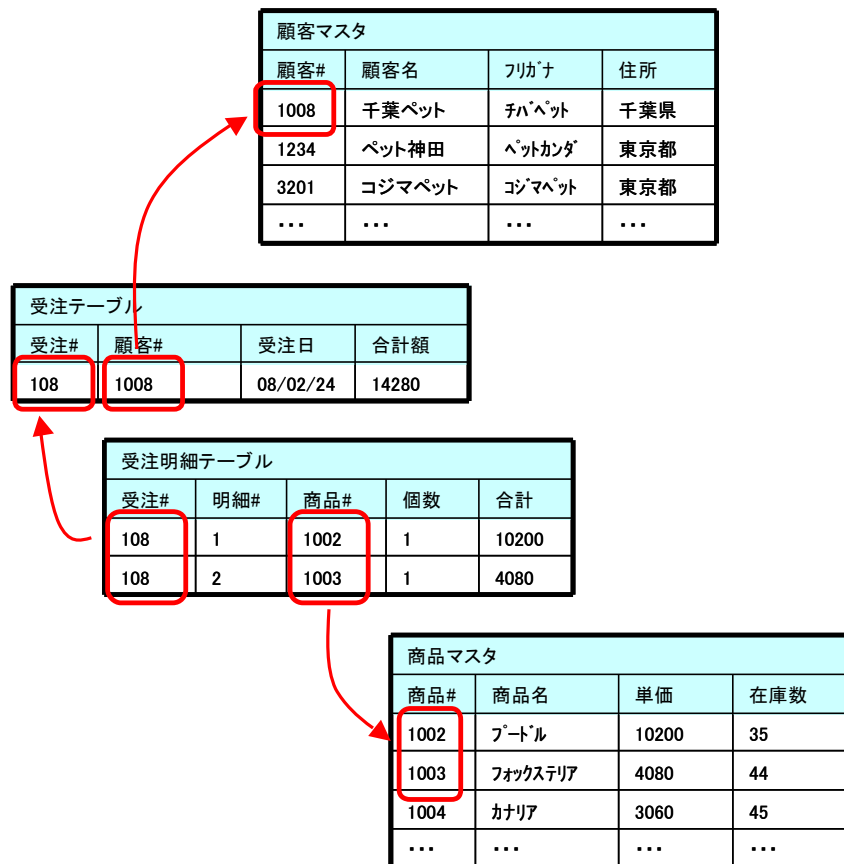 顧客マスタ
顧客# 顧客名 フリガナ 住所
1008 千葉ペット チバペット 千葉県
1234 ペット神田 ペットカンダ 東京都
3201 コジマペット コジマペット 東京都
... ... ... ...
受注テーブル
受注# 顧客# 受注日 合計額
108 1008 08/02/24 14280
受注明細テーブル
受注# 明細# 商品# 個数 合計
108 1 1002 1 10200
108 2 1003 1 4080
商品マスタ
商品# 商品名 単価 在庫数
1002 プードル 10200 35
1003 フォックステリア 4080 44
1004 カナリア 3060 45
... ... ... ...